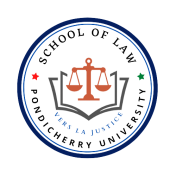 SCHOOL OF LAW
VERS LA JUSTICE
PONDICHERRY UNIVERSITY